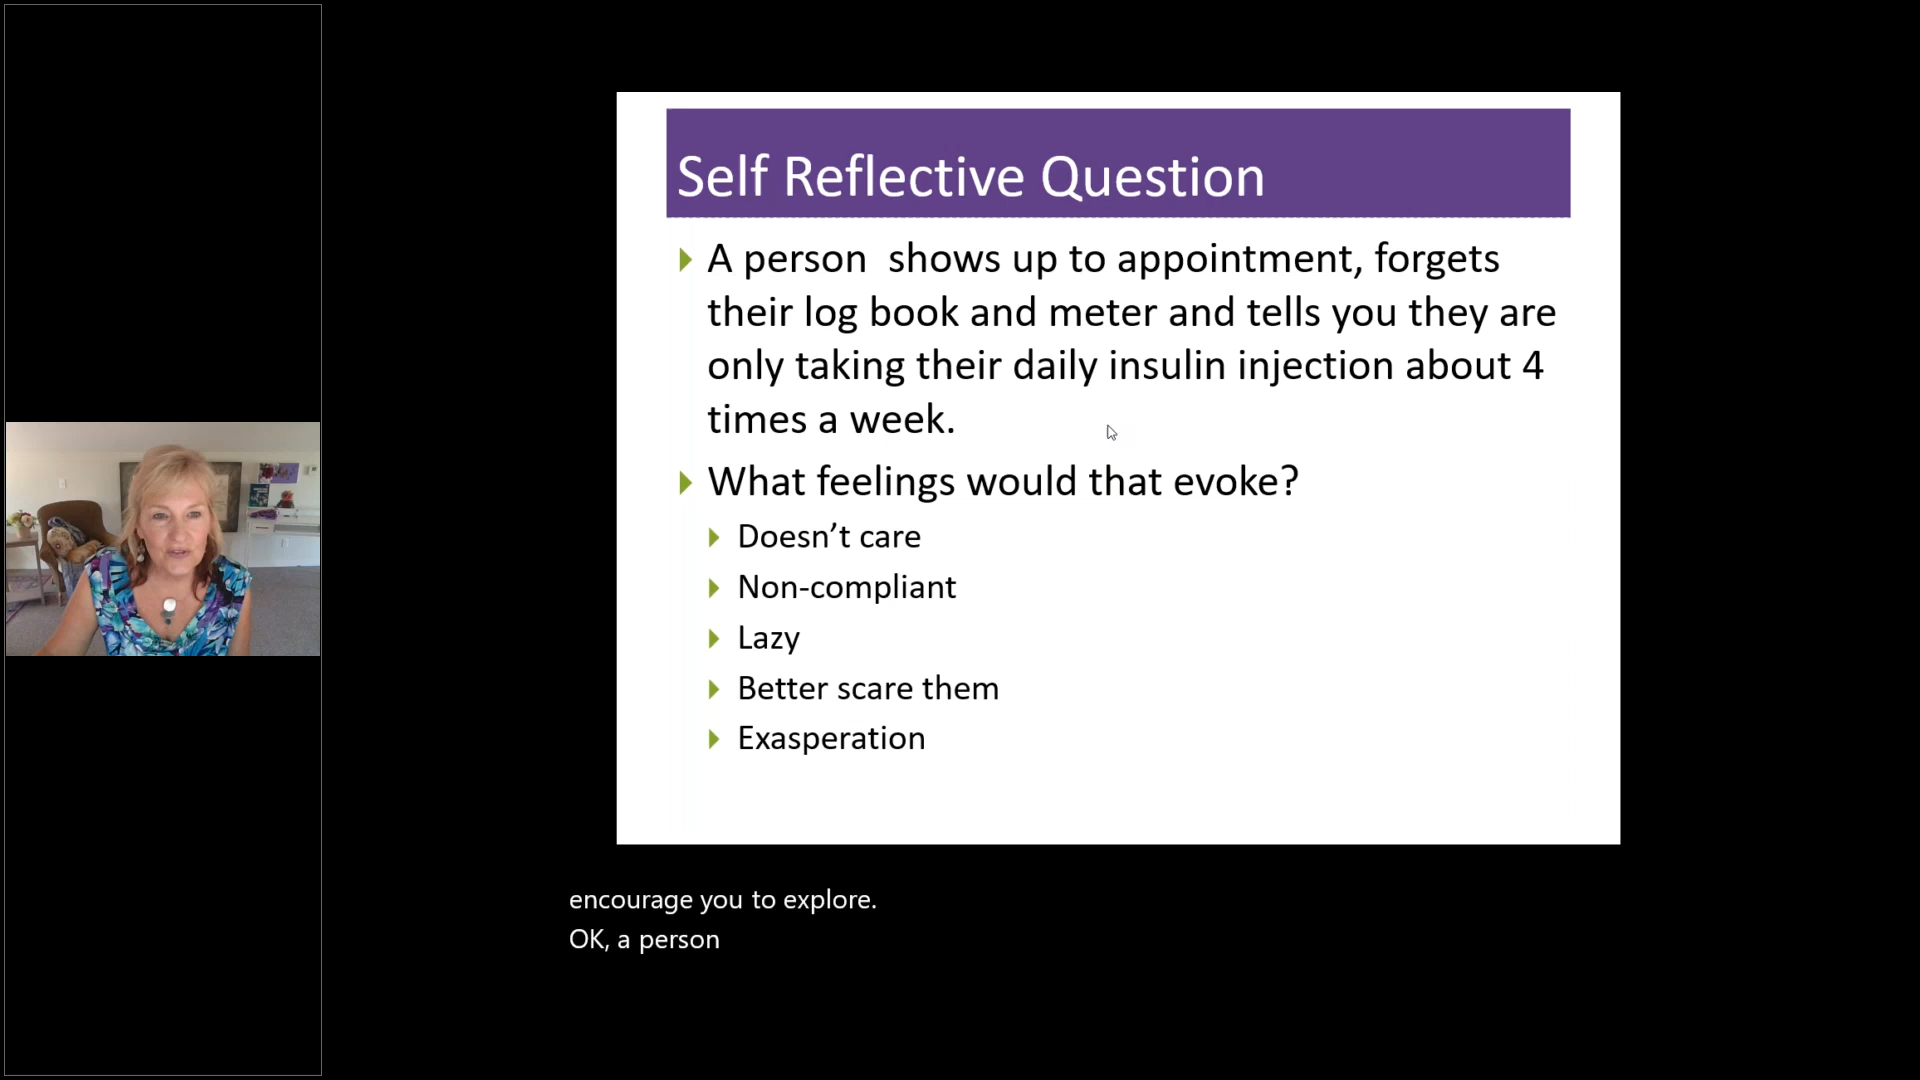 Self Reflective Question
A person  shows up to appointment, forgets
their log book and meter and tells you they are
only taking their daily insulin injection about 4
times a week.
What feelings would that evoke?
Doesn’t care
Non-compliant
Lazy
Better scare them
Exasperation
encourage you to explore.
OK, a person